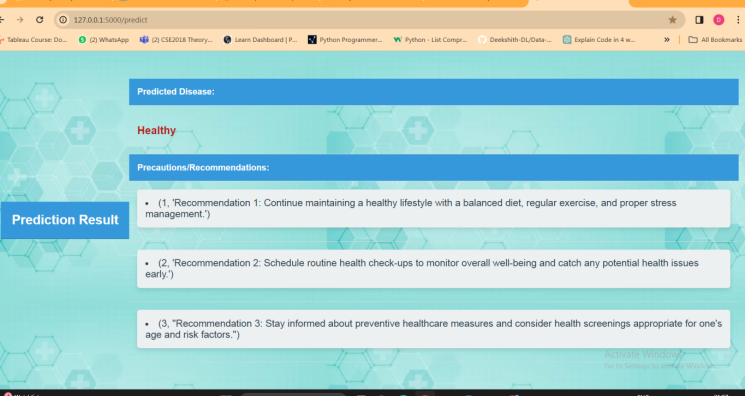 127.0.0.1:5000/predict
Tableau Course: Do...
(2) WhatsApp
(2) CSE2018 Theory...
Learn Dashboard | P...
Python Programmer...
Python - List Compr...
Deekshith-DL/Data-...
Explain Code in 4 w...
All Bookmarks
Predicted Disease:
Healthy
Precautions/Recommendations:
Prediction Result
• (1, 'Recommendation 1: Continue maintaining a healthy lifestyle with a balanced diet, regular exercise, and proper stress
management.')
• (2, 'Recommendation 2: Schedule routine health check-ups to monitor overall well-being and catch any potential health issues
early.')
• (3, "Recommendation 3: Stay informed about preventive healthcare measures and consider health screenings appropriate for one's
age and risk factors.")
Activate Windows
Go to Settings to activate Windows.